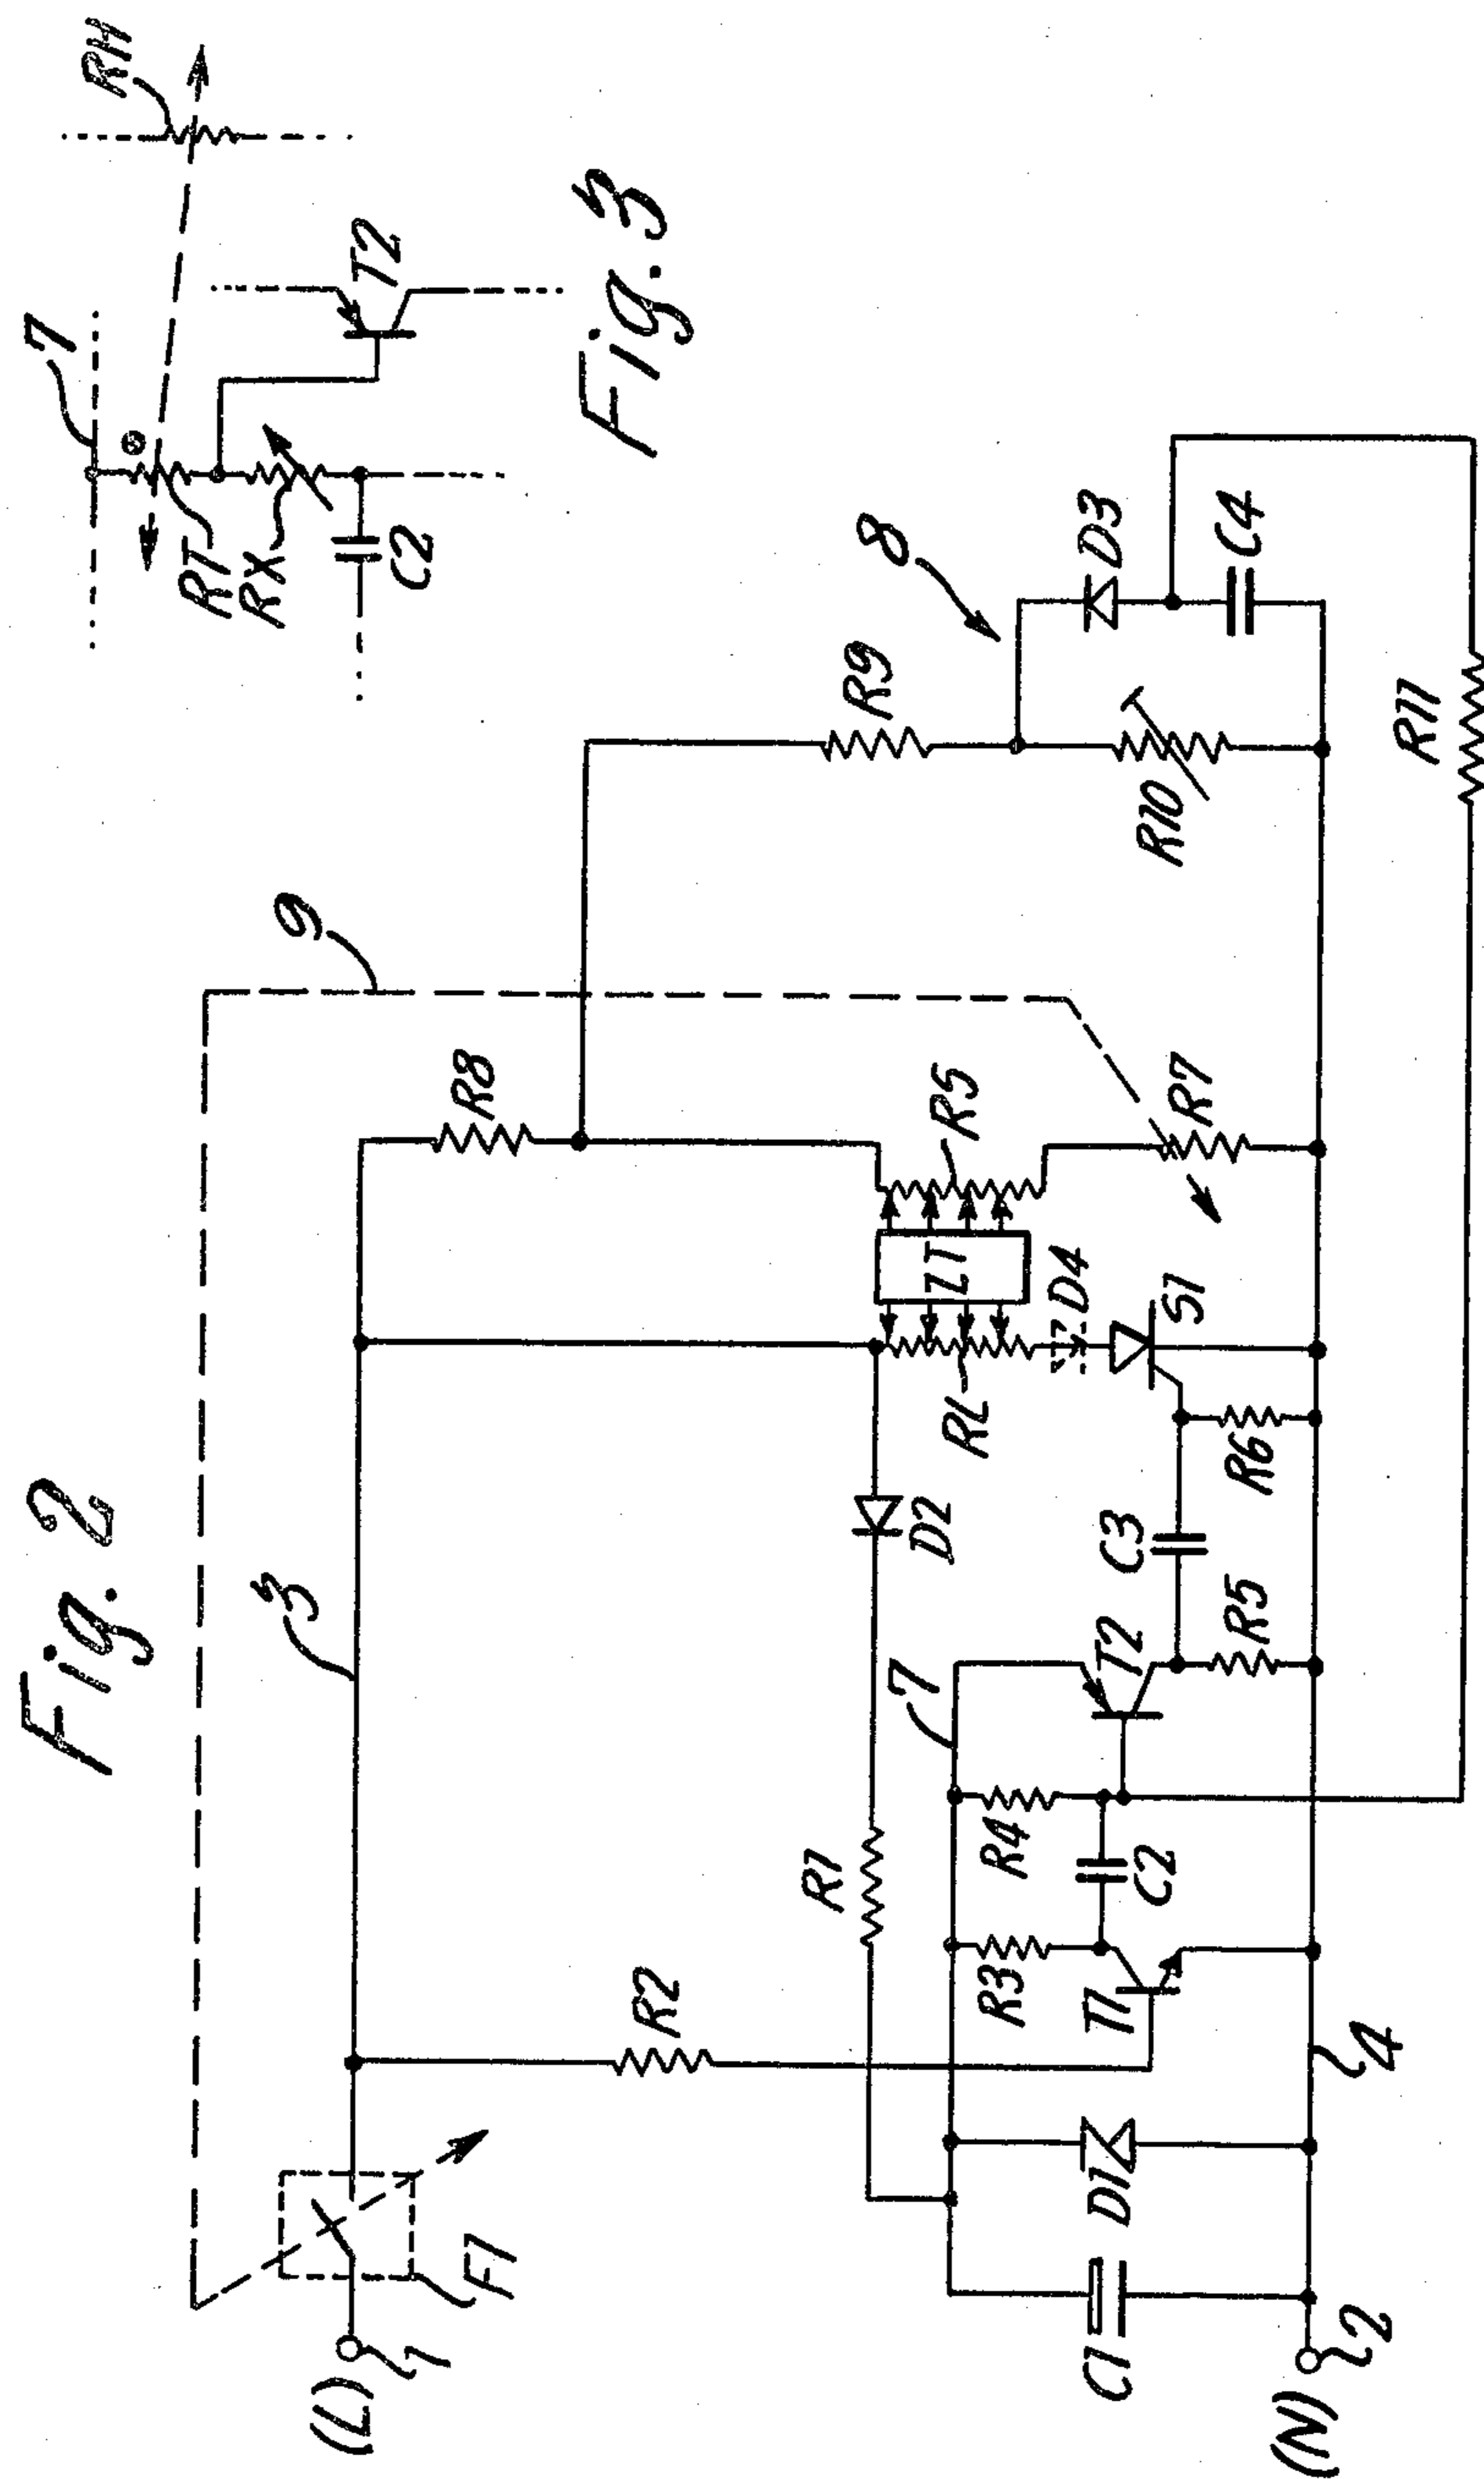 Fig. 2
(L)
1
F1
3
9
R2
R1
D2
7
R8
R9
8
C1
D1
R3
T1
R4
C2
T2
R5
C3
R6
RL
ZT
RS
D4
S1
R7
R10
D3
C4
R11
(N)
2
4
7
RT
RX
C2
T2
RH
Fig. 3